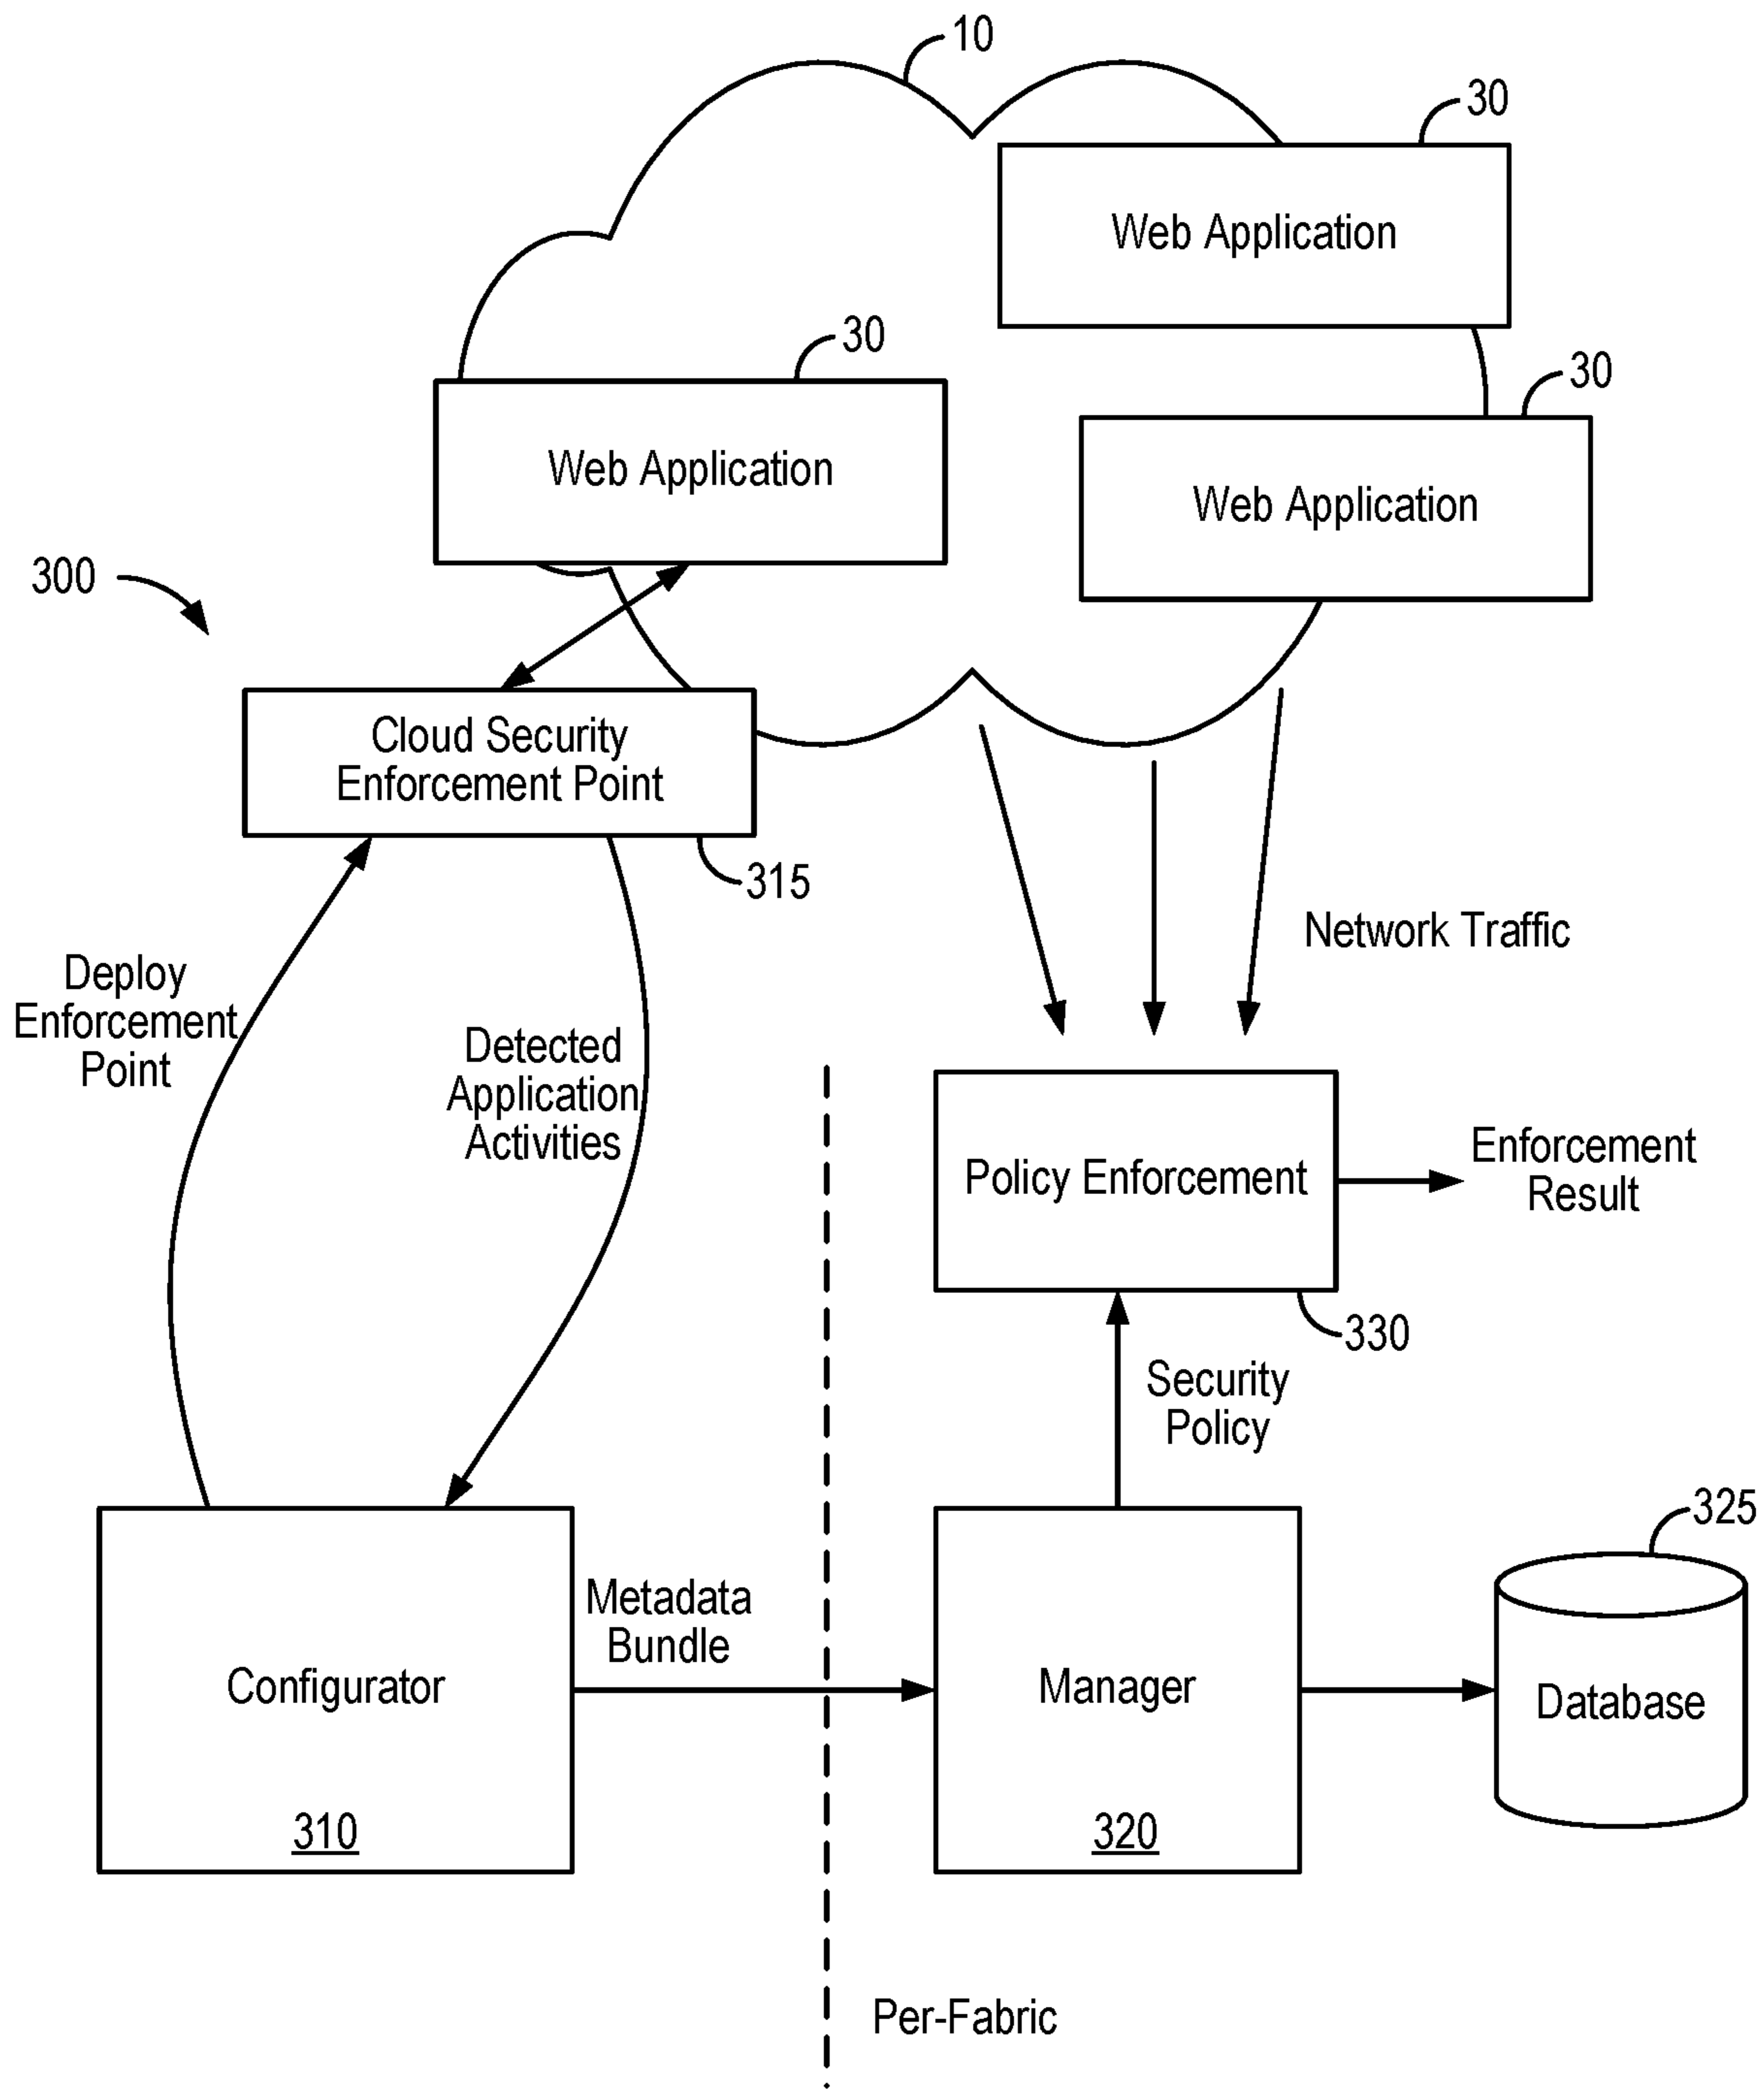 10
30
Web Application
30
Web Application
30
Web Application
300
Cloud Security
Enforcement Point
315
Network Traffic
Deploy
Enforcement
Point
Detected
Application
Activities
Policy Enforcement
Enforcement
Result
330
Security
Policy
325
Metadata
Bundle
Configurator
310
Manager
320
Database
Per-Fabric